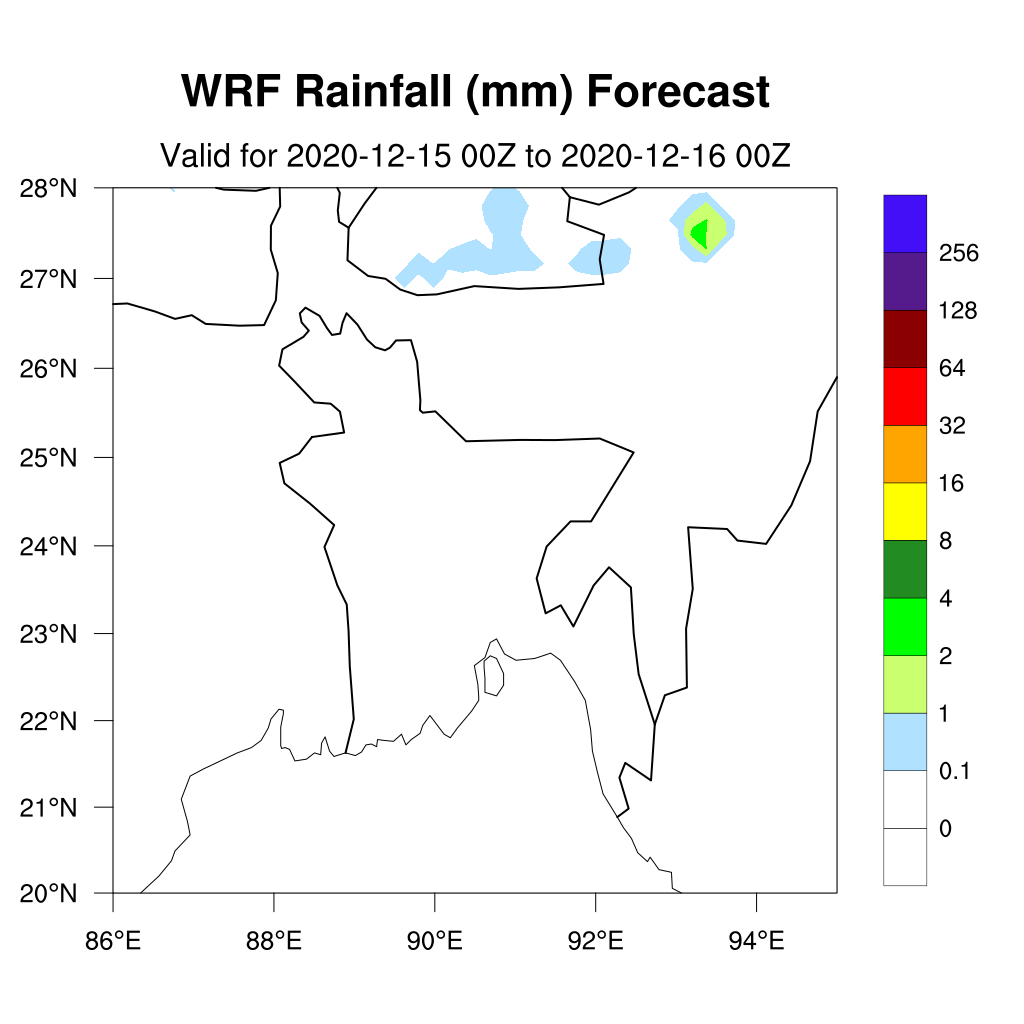 WRF Rainfall (mm) Forecast
Valid for 2020-12-15 00Z to 2020-12-16 00Z
28°N
27°N
26°N
25°N
24°N
23°N
22°N
21°N
20°N
86°E 88°E 90°E 92°E 94°E
256
128
64
32
16
8
4
2
1
0.1
0